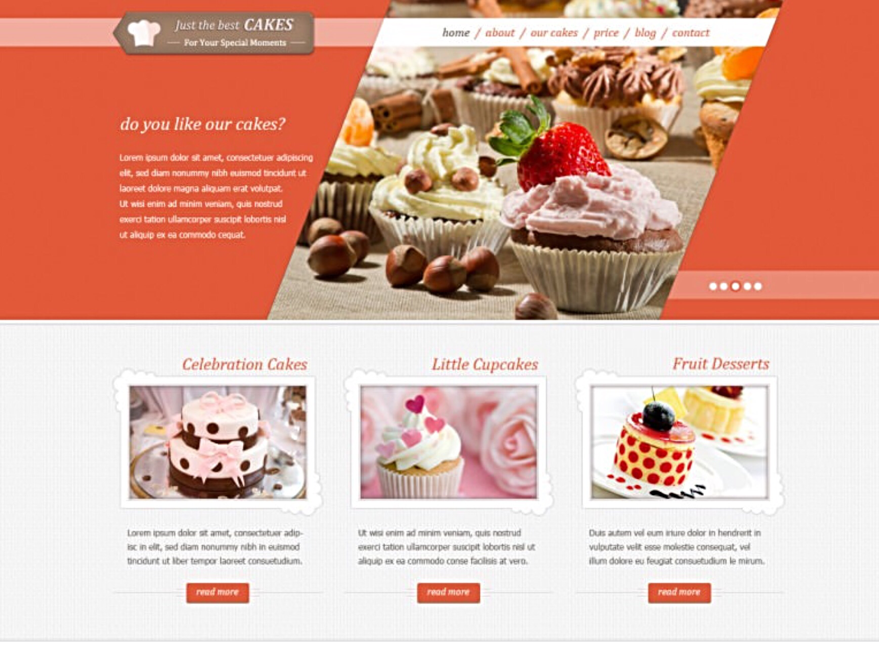 Just the best CAKES
For Your Special Moments
home / about / our cakes / price / blog / contact
do you like our cakes?
Lorem ipsum dolor sit amet, consectetuer adipiscing
elit, sed diam nonummy nibh euismod tincidunt ut
laoreet dolore magna aliquam erat volutpat.
Ut wisi enim ad minim veniam, quis nostrud
exerci tation ullamcorper suscipit lobortis nisl
ut aliquip ex ea commodo cequat.
Celebration Cakes
Lorem ipsum dolor sit amet, consectetuer adip-
isc in elit, sed diam nonummy nibh in euismod
tincidunt ut liber tempor laoreet consuetudium.
read more
Little Cupcakes
Ut wisi enim ad minim veniam, quis nostrud
exerci tation ullamcorper suscipit lobortis nisl ut
aliquip ex ea commodo conse facilisis at vero.
read more
Fruit Desserts
Duis autem vel eum iriure dolor in hendrerit in
vulputate velit esse molestie consequat, vel
illum dolore eu feugiat consuetudium le mirum.
read more